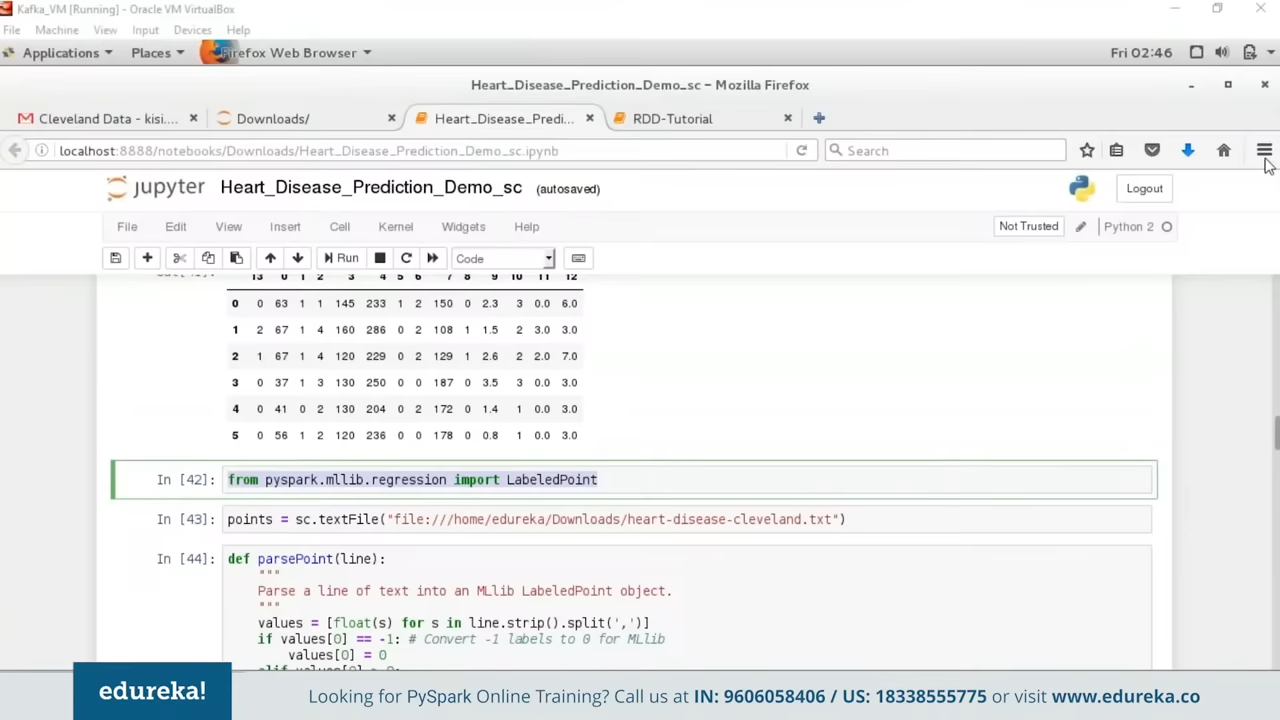 Kafka_VM [Running] - Oracle VM VirtualBox
File Machine View Input Devices Help
Applications Places Firefox Web Browser Fri 02:46
Heart_Disease_Prediction_Demo_sc – Mozilla Firefox
Cleveland Data - kisi.... Downloads/ Heart_Disease_Predi... RDD-Tutorial
localhost:8888/notebooks/Downloads/Heart_Disease_Prediction_Demo_sc.ipynb Search
jupyter Heart_Disease_Prediction_Demo_sc (autosaved) Logout
File Edit View Insert Cell Kernel Widgets Help Not Trusted Python 2
Run Code
13 0 1 2 3 4 5 6 7 8 9 10 11 12
0 0 63 1 1 145 233 1 2 150 0 2.3 3 0.0 6.0
1 2 67 1 4 160 286 0 2 108 1 1.5 2 3.0 3.0
2 1 67 1 4 120 229 0 2 129 1 2.6 2 2.0 7.0
3 0 37 1 3 130 250 0 0 187 0 3.5 3 0.0 3.0
4 0 41 0 2 130 204 0 2 172 0 1.4 1 0.0 3.0
5 0 56 1 2 120 236 0 0 178 0 0.8 1 0.0 3.0
In [42]: from pyspark.mllib.regression import LabeledPoint
In [43]: points = sc.textFile("file:///home/edureka/Downloads/heart-disease-cleveland.txt")
In [44]: def parsePoint(line):
"""
Parse a line of text into an MLlib LabeledPoint object.
"""
values = [float(s) for s in line.strip().split(',')]
if values[0] == -1: # Convert -1 labels to 0 for MLlib
values[0] = 0
edureka! Looking for PySpark Online Training? Call us at IN: 9606058406 / US: 18338555775 or visit www.edureka.co